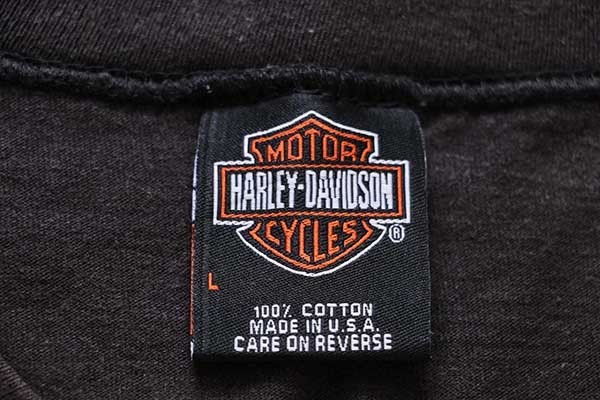 MOTOR
HARLEY-DAVIDSON
CYCLES
®
L
100% COTTON
MADE IN U.S.A.
CARE ON REVERSE